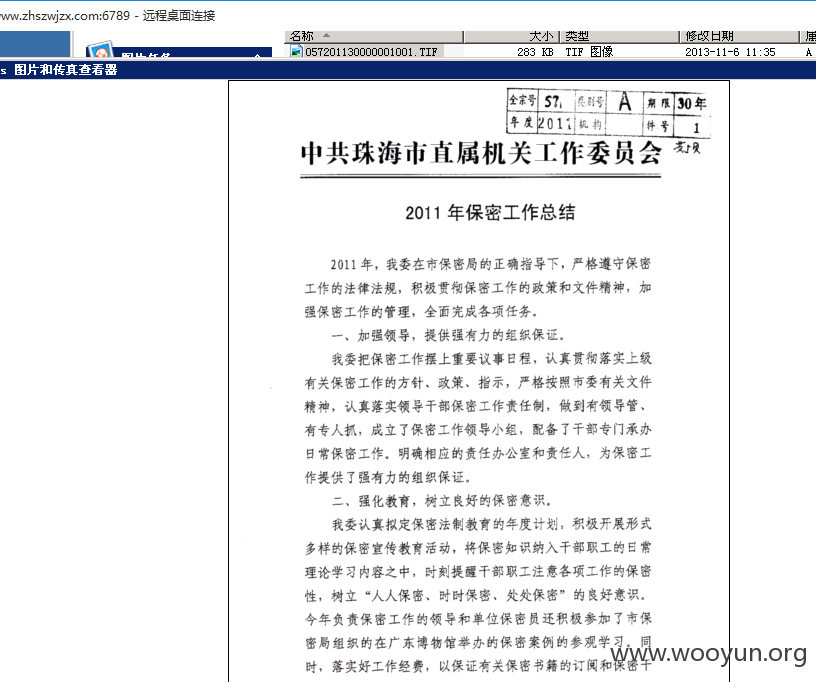 www.zhszwjzx.com:6789 - 远程桌面连接
名称 大小 类型 修改日期 属
图片任务
057201130000001001.TIF 283 KB TIF 图像 2013-11-6 11:35 A
s 图片和传真查看器
全宗号 57. 类别号 A 期限 30年
年度 2011 机构 件号 1
中共珠海市直属机关工作委员会
2011 年保密工作总结
2011 年，我委在市保密局的正确指导下，严格遵守保密
工作的法律法规，积极贯彻保密工作的政策和文件精神，加
强保密工作的管理，全面完成各项任务。
一、加强领导，提供强有力的组织保证。
我委把保密工作摆上重要议事日程，认真贯彻落实上级
有关保密工作的方针、政策、指示，严格按照市委有关文件
精神，认真落实领导干部保密工作责任制，做到有领导管、
有专人抓，成立了保密工作领导小组，配备了干部专门承办
日常保密工作。明确相应的责任办公室和责任人，为保密工
作提供了强有力的组织保证。
二、强化教育，树立良好的保密意识。
我委认真拟定保密法制教育的年度计划，积极开展形式
多样的保密宣传教育活动，将保密知识纳入干部职工的日常
理论学习内容之中，时刻提醒干部职工注意各项工作的保密
性，树立“人人保密、时时保密、处处保密”的良好意识。
今年负责保密工作的领导和单位保密员还积极参加了市保
密局组织的在广东博物馆举办的保密案例的参观学习。同
时，落实好工作经费，以保证有关保密书籍的订阅和保密干
www.wooyun.org